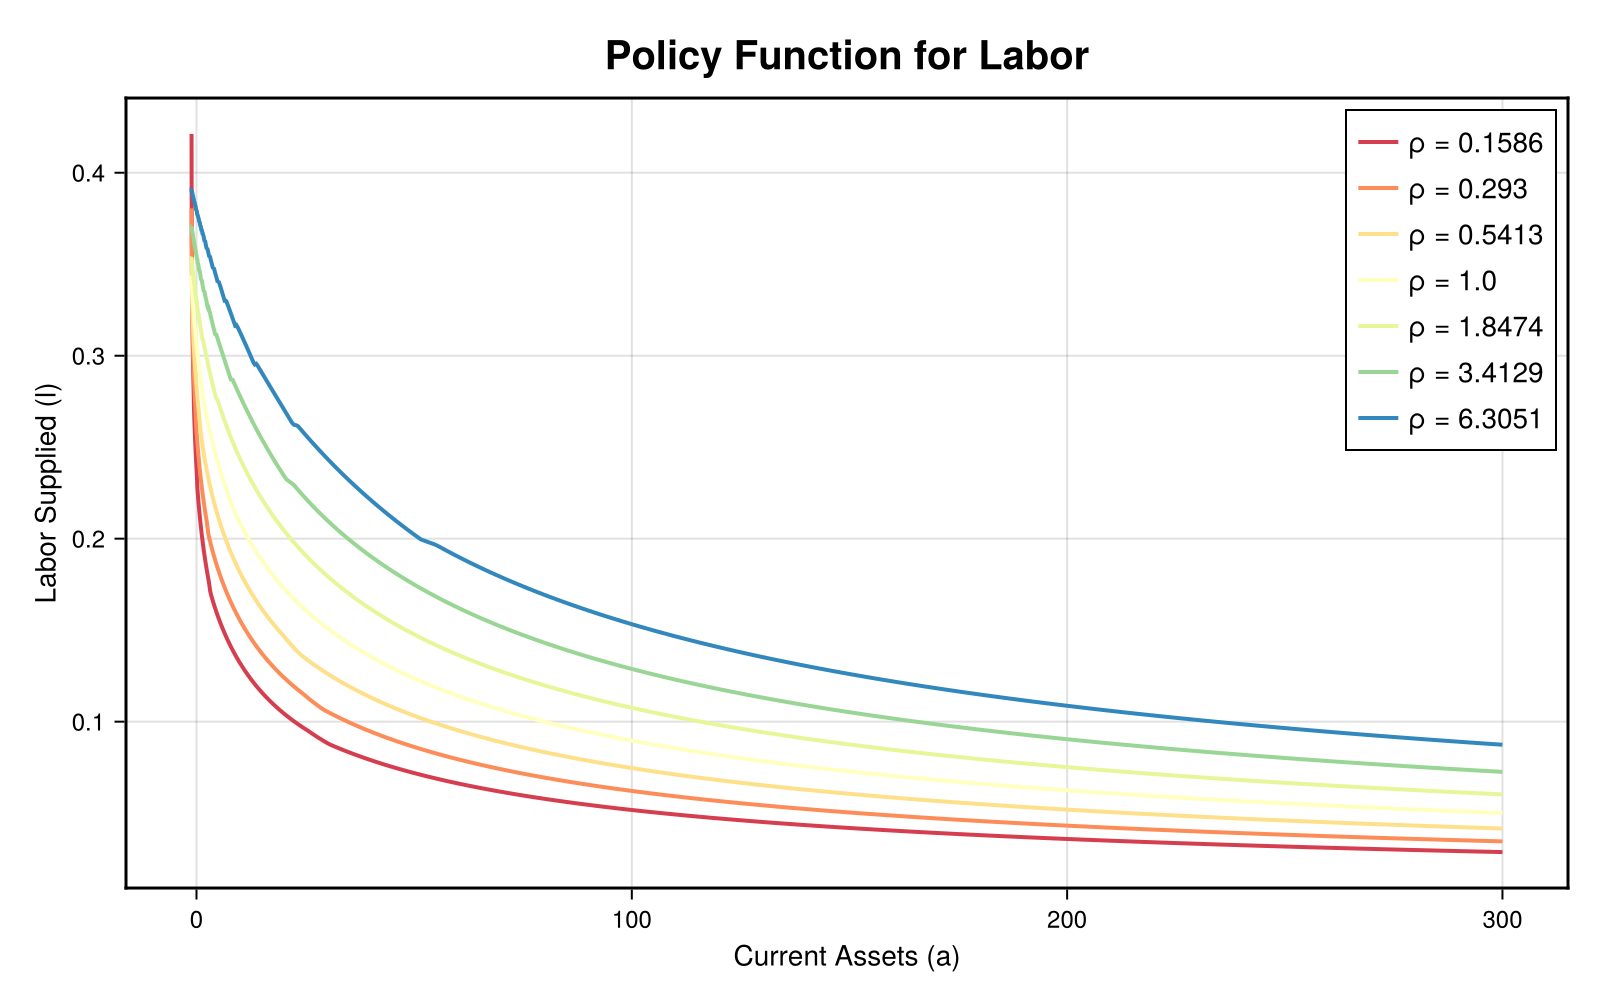 Policy Function for Labor
0.4
0.3
0.2
0.1
Labor Supplied (l)
ρ = 0.1586
ρ = 0.293
ρ = 0.5413
ρ = 1.0
ρ = 1.8474
ρ = 3.4129
ρ = 6.3051
0
100
200
300
Current Assets (a)